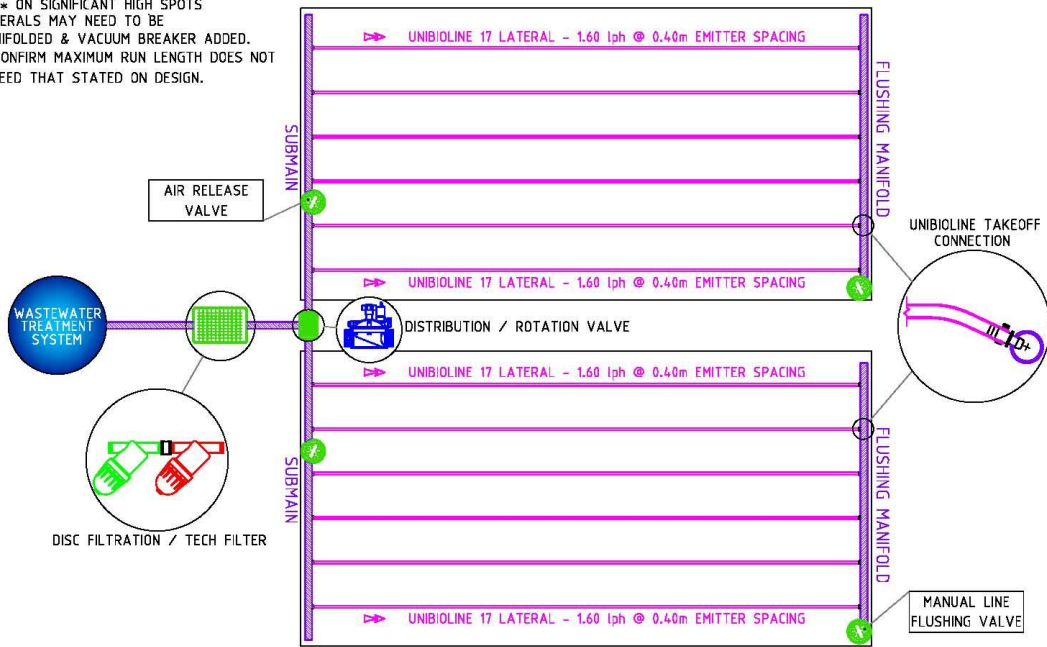 * ON SIGNIFICANT HIGH SPOTS
MAY NEED TO BE
& VACUUM BREAKER ADDED.
MAXIMUM RUN LENGTH DOES NOT
THAT STATED ON DESIGN.
UNIBIOLINE 17 LATERAL - 1.60 lph @ 0.40m EMITTER SPACING
SUBMAIN
FLUSHING MANIFOLD
AIR RELEASE
VALVE
UNIBIOLINE TAKEOFF
CONNECTION
UNIBIOLINE 17 LATERAL - 1.60 lph @ 0.40m EMITTER SPACING
WASTEWATER
TREATMENT
SYSTEM
DISTRIBUTION / ROTATION VALVE
UNIBIOLINE 17 LATERAL - 1.60 lph @ 0.40m EMITTER SPACING
SUBMAIN
FLUSHING MANIFOLD
DISC FILTRATION / TECH FILTER
UNIBIOLINE 17 LATERAL - 1.60 lph @ 0.40m EMITTER SPACING
MANUAL LINE
FLUSHING VALVE